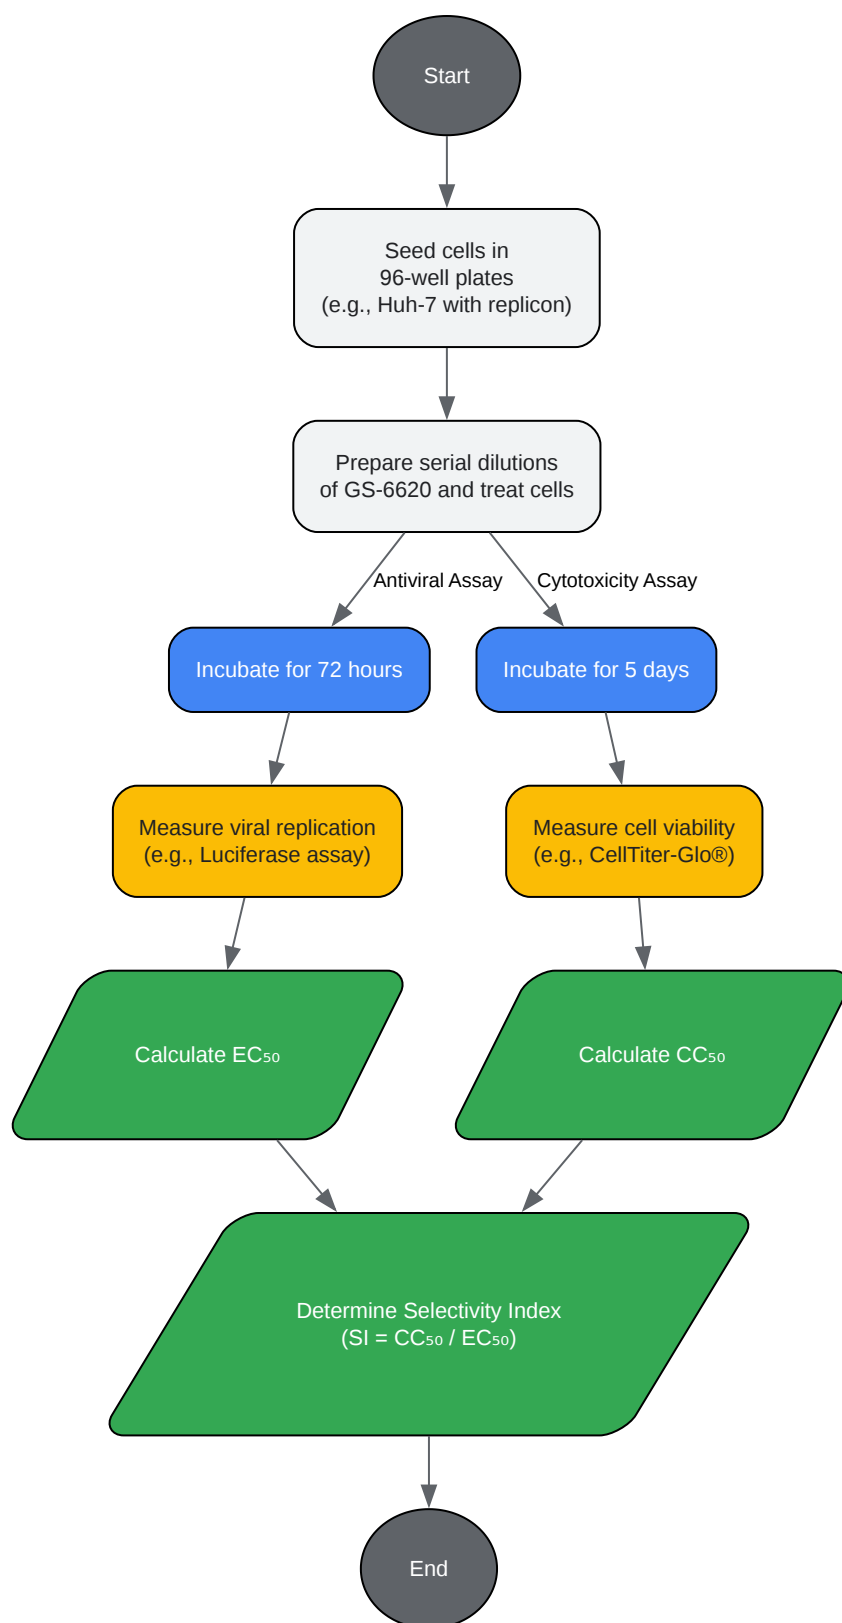 Start
Seed cells in
96-well plates
(e.g., Huh-7 with replicon)
Prepare serial dilutions
of GS-6620 and treat cells
Antiviral Assay
Cytotoxicity Assay
Incubate for 72 hours
Incubate for 5 days
Measure viral replication
(e.g., Luciferase assay)
Measure cell viability
(e.g., CellTiter-Glo®)
Calculate EC₅₀
Calculate CC₅₀
Determine Selectivity Index
(SI = CC₅₀ / EC₅₀)
End